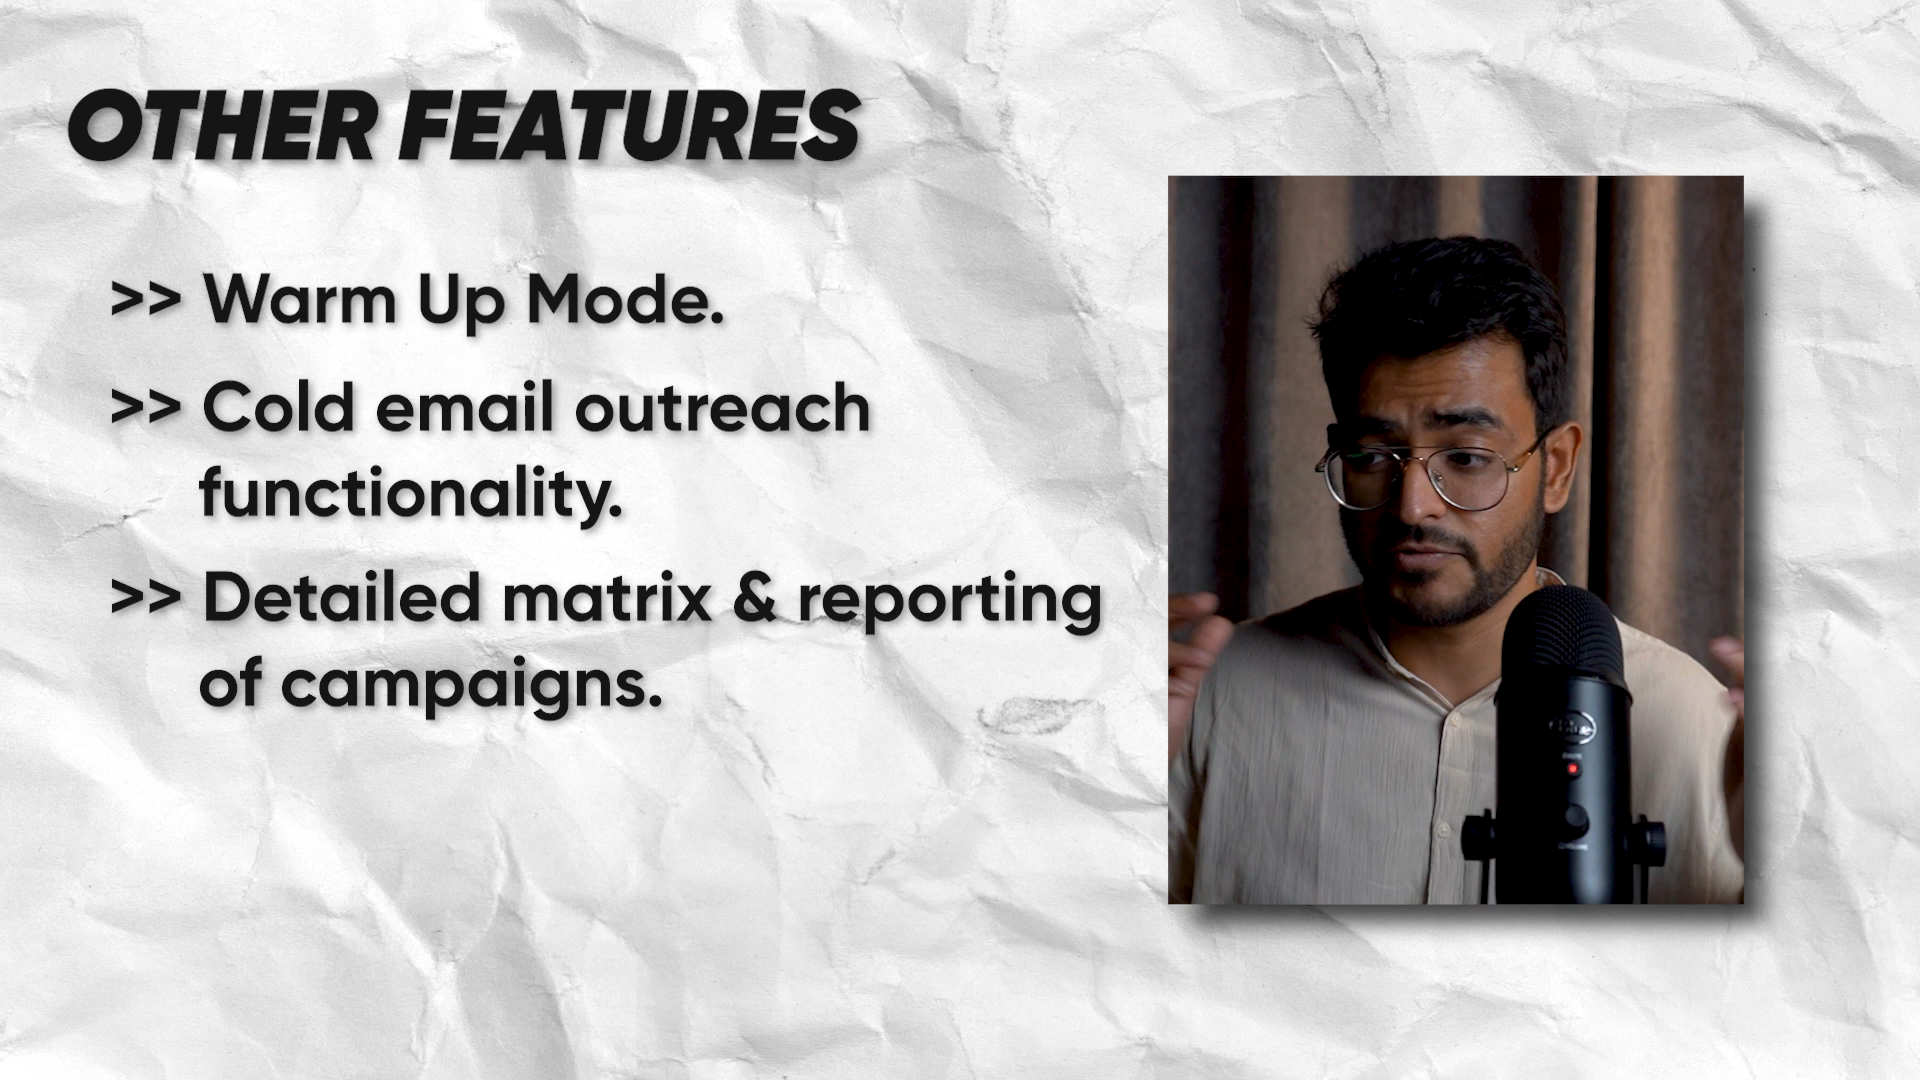 OTHER FEATURES
>> Warm Up Mode.
>> Cold email outreach
functionality.
>> Detailed matrix & reporting
of campaigns.